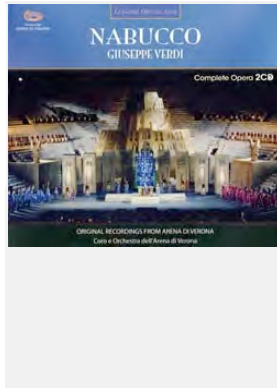 NABUCCO
GIUSEPPE VERDI
Complete Opera 2CD
ORIGINAL RECORDINGS FROM ARENA DI VERONA
Coro e Orchestra dell'Arena di Verona